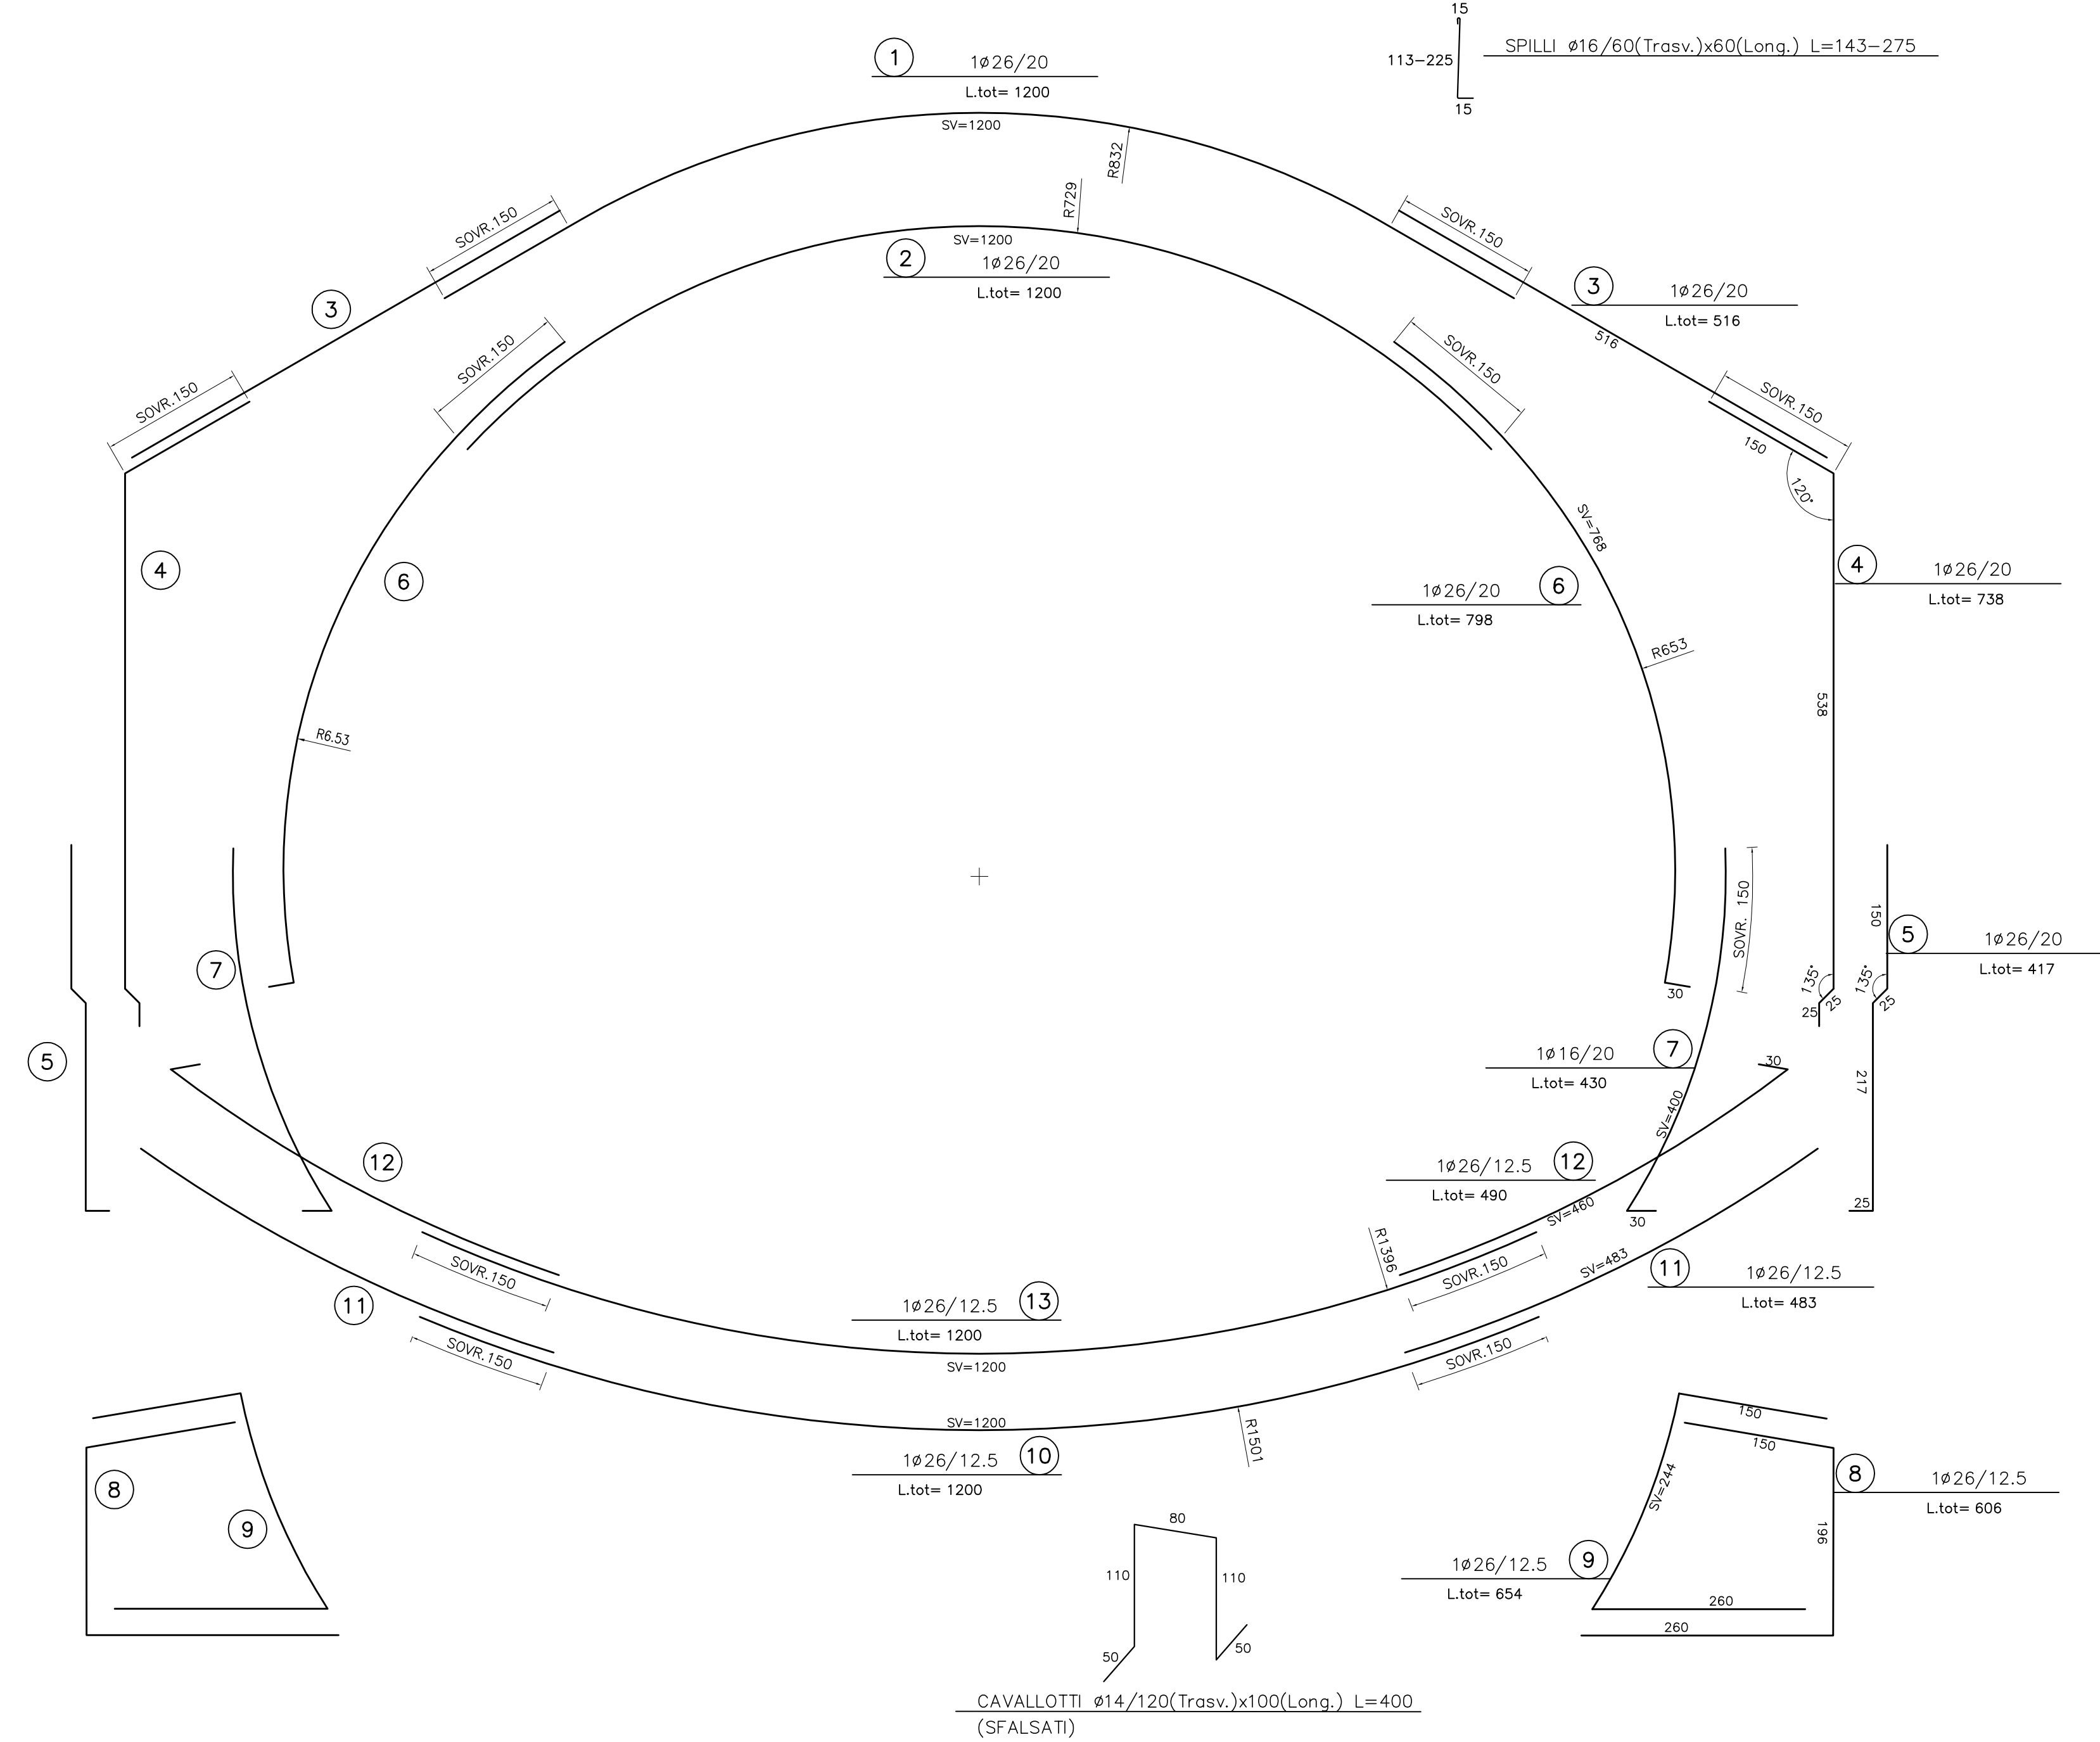 15
SPILLI ø16/60(Trasv.)x60(Long.) L=143-275
113-225
15
1
1ø26/20
L.tot= 1200
SV=1200
R832
R729
SV=1200
2
1ø26/20
L.tot= 1200
SOVR.150
SOVR.150
3
3
1ø26/20
L.tot= 516
516
SOVR.150
SOVR.150
SOVR.150
SOVR.150
150
120°
4
6
SV=768
1ø26/20
6
L.tot= 798
4
1ø26/20
L.tot= 738
R653
538
R6.53
SOVR. 150
150
5
1ø26/20
L.tot= 417
7
135°
25
25
135°
25
30
5
1ø16/20
7
L.tot= 430
30
217
SV=400
12
1ø26/12.5
12
L.tot= 490
SV=460
30
25
R1396
SOVR.150
SOVR.150
SV=483
11
1ø26/12.5
L.tot= 483
11
1ø26/12.5
13
L.tot= 1200
SV=1200
SOVR.150
SOVR.150
SV=1200
R1501
1ø26/12.5
10
L.tot= 1200
150
150
8
9
SV=244
8
1ø26/12.5
L.tot= 606
196
1ø26/12.5
9
L.tot= 654
260
260
80
110
110
50
50
CAVALLOTTI ø14/120(Trasv.)x100(Long.) L=400
(SFALSATI)